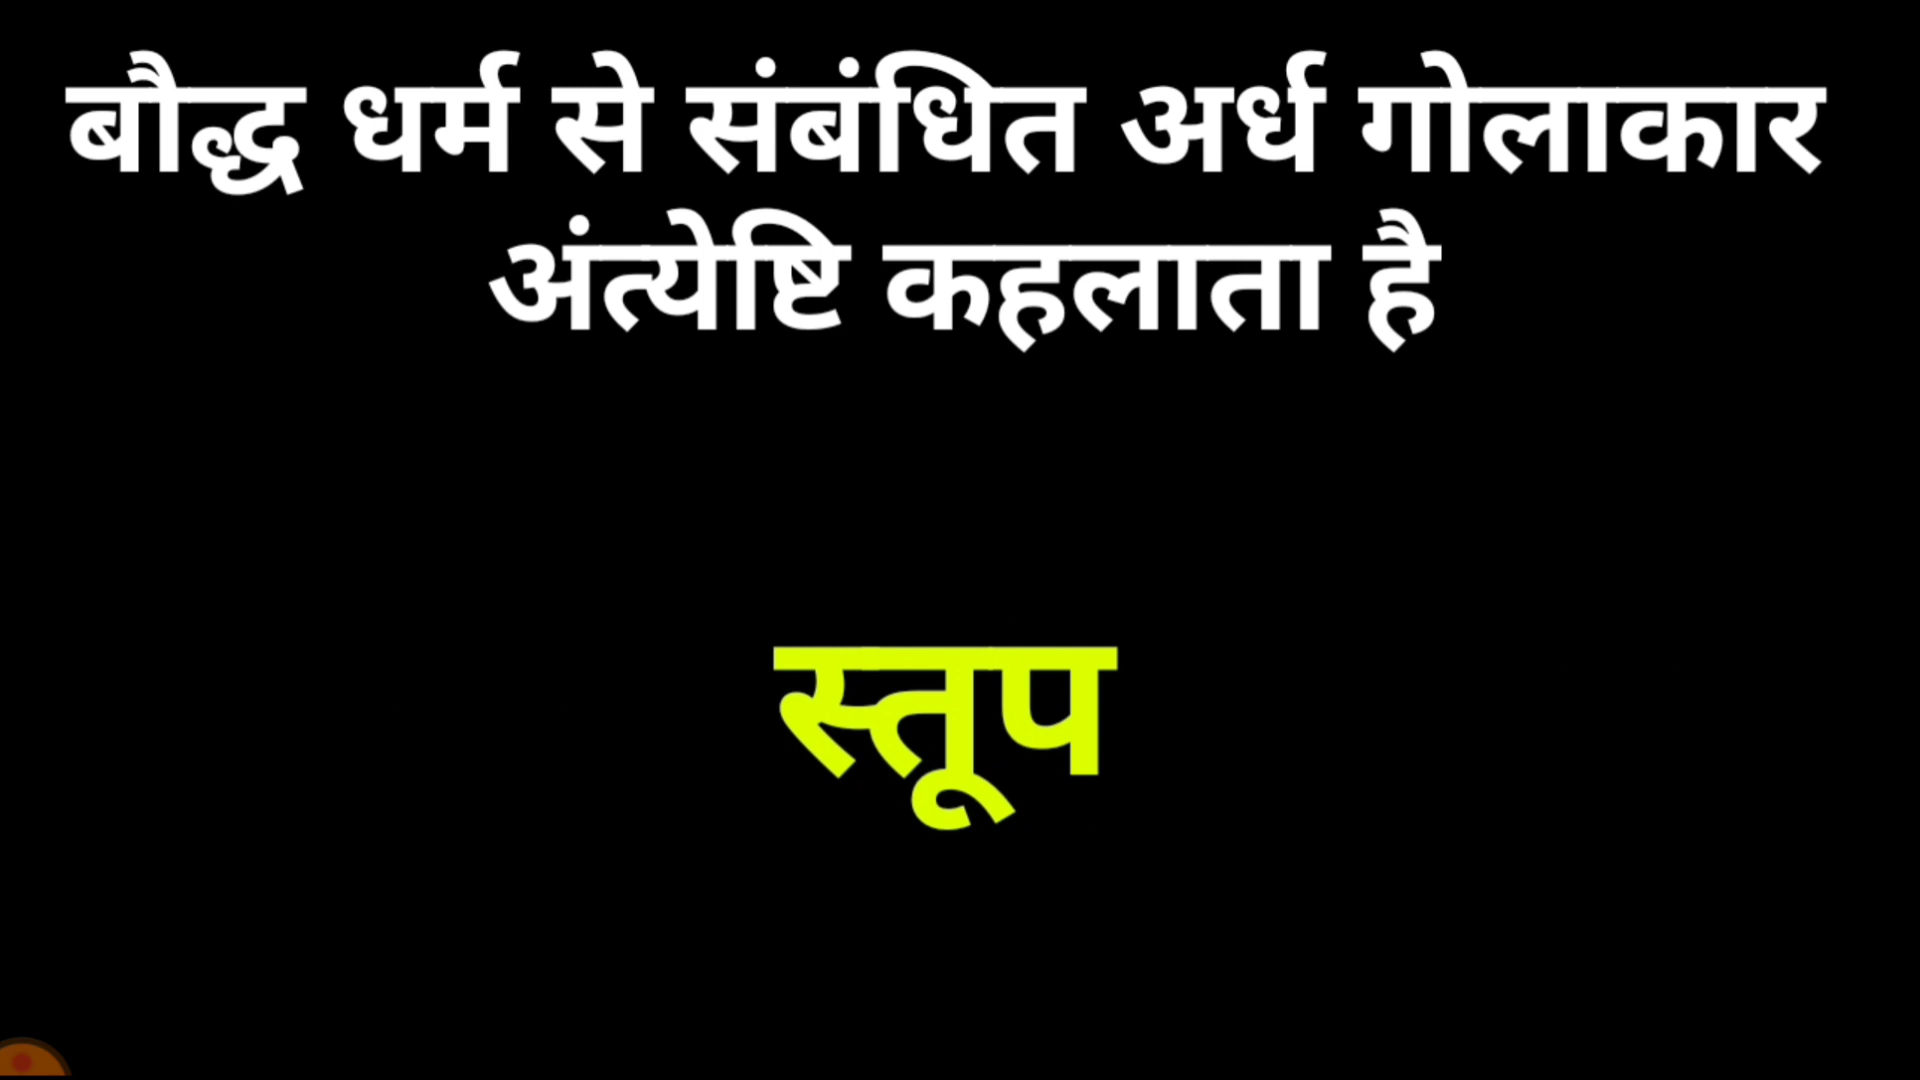 बौद्ध धर्म से संबंधित अर्ध गोलाकार
अंत्येष्टि कहलाता है
स्तूप